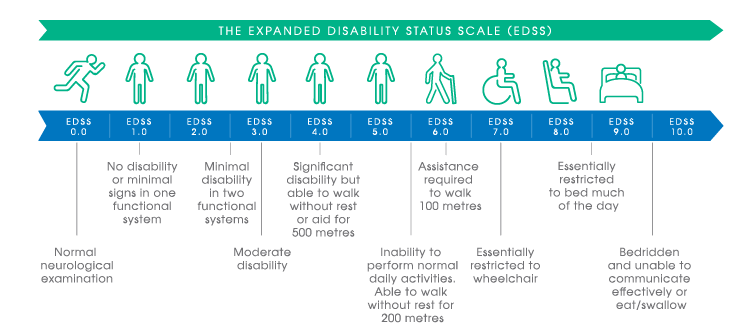 THE EXPANDED DISABILITY STATUS SCALE (EDSS)
EDSS
0.0
EDSS
1.0
EDSS
2.0
EDSS
3.0
EDSS
4.0
EDSS
5.0
EDSS
6.0
EDSS
7.0
EDSS
8.0
EDSS
9.0
EDSS
10.0
No disability
or minimal
signs in one
functional
system
Minimal
disability
in two
functional
systems
Significant
disability but
able to walk
without rest
or aid for
500 metres
Assistance
required
to walk
100 metres
Essentially
restricted
to bed much
of the day
Normal
neurological
examination
Moderate
disability
Inability to
perform normal
daily activities.
Able to walk
without rest for
200 metres
Essentially
restricted to
wheelchair
Bedridden
and unable to
communicate
effectively or
eat/swallow